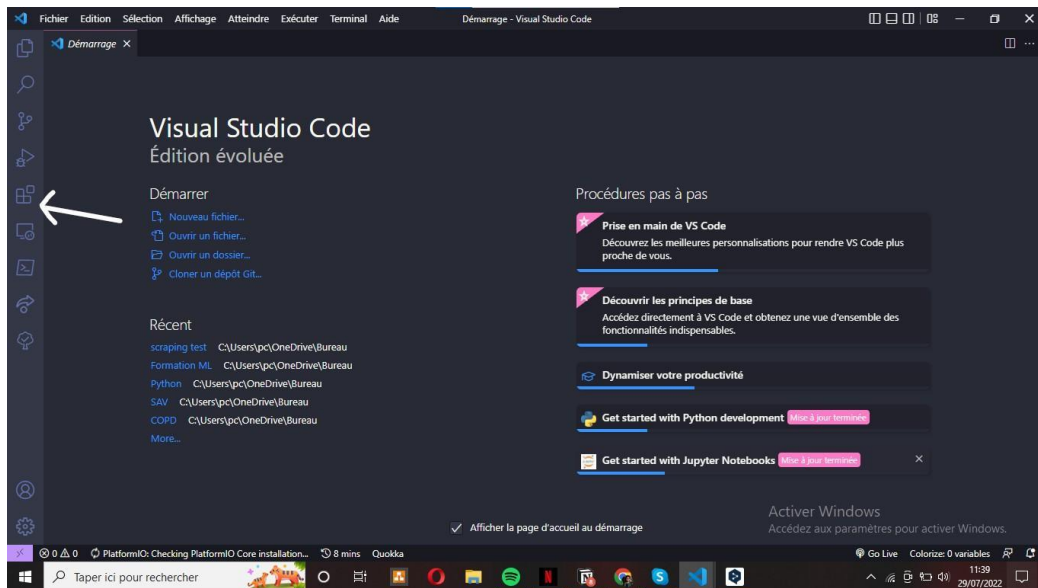 Fichier Edition Sélection Affichage Atteindre Exécuter Terminal Aide
Démarrage - Visual Studio Code
Démarrage
Visual Studio Code
Édition évoluée
Démarrer
Nouveau fichier...
Ouvrir un fichier...
Ouvrir un dossier...
Cloner un dépôt Git...
Récent
scraping test C:\Users\pc\OneDrive\Bureau
Formation ML C:\Users\pc\OneDrive\Bureau
Python C:\Users\pc\OneDrive\Bureau
SAV C:\Users\pc\OneDrive\Bureau
COPD C:\Users\pc\OneDrive\Bureau
More...
Procédures pas à pas
Prise en main de VS Code
Découvrez les meilleures personnalisations pour rendre VS Code plus
proche de vous.
Découvrir les principes de base
Accédez directement à VS Code et obtenez une vue d'ensemble des
fonctionnalités indispensables.
Dynamiser votre productivité
Get started with Python development Mise à jour terminée
Get started with Jupyter Notebooks Mise à jour terminée
Afficher la page d'accueil au démarrage
Activer Windows
Accédez aux paramètres pour activer Windows.
0 0 PlatformIO: Checking PlatformIO Core installation... 8 mins Quokka
Go Live Colorize: 0 variables
Taper ici pour rechercher
11:39
29/07/2022